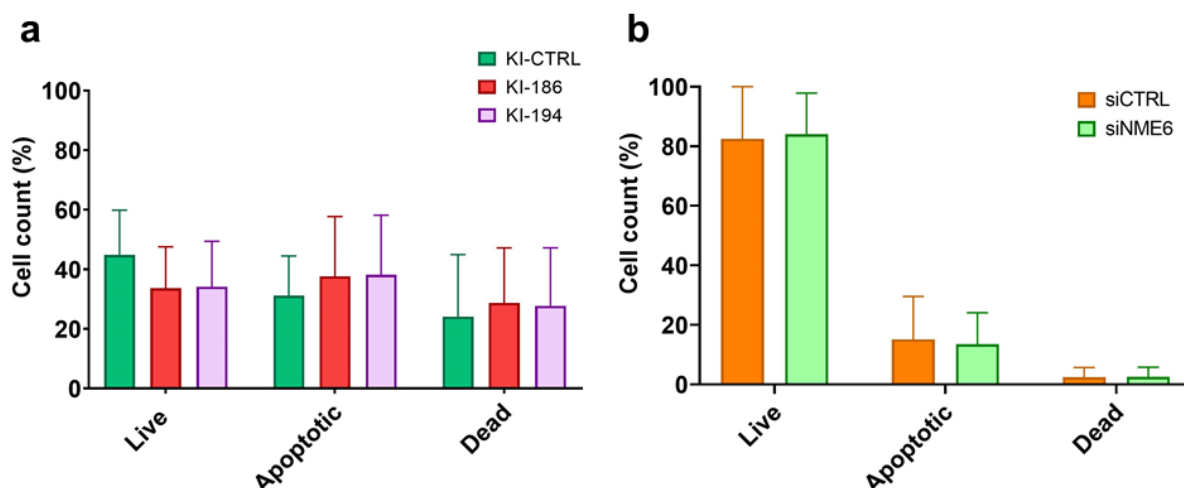 a
KI-CTRL
KI-186
KI-194
Cell count (%)
100
80
60
40
20
0
Live
Apoptotic
Dead
b
siCTRL
siNME6
Cell count (%)
100
80
60
40
20
0
Live
Apoptotic
Dead